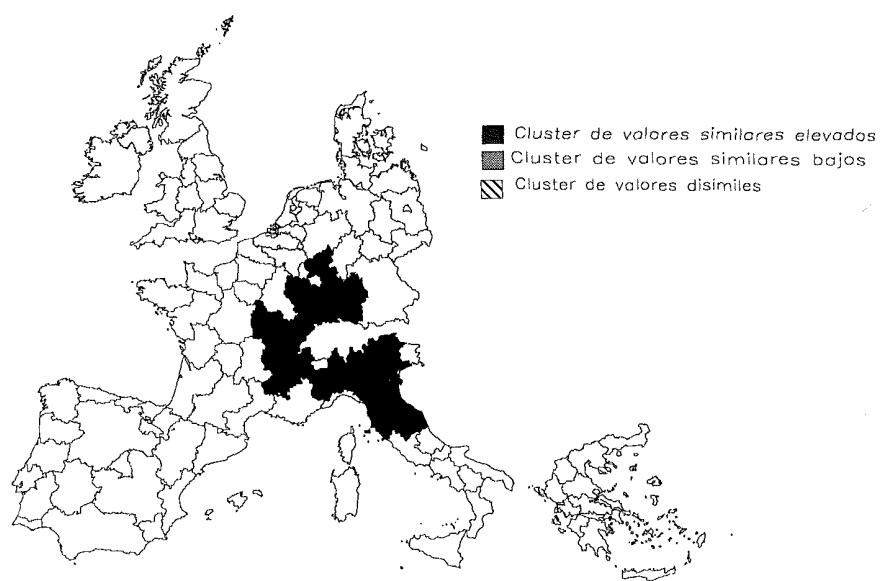 Cluster de valores similares elevados
Cluster de valores similares bajos
Cluster de valores disímiles